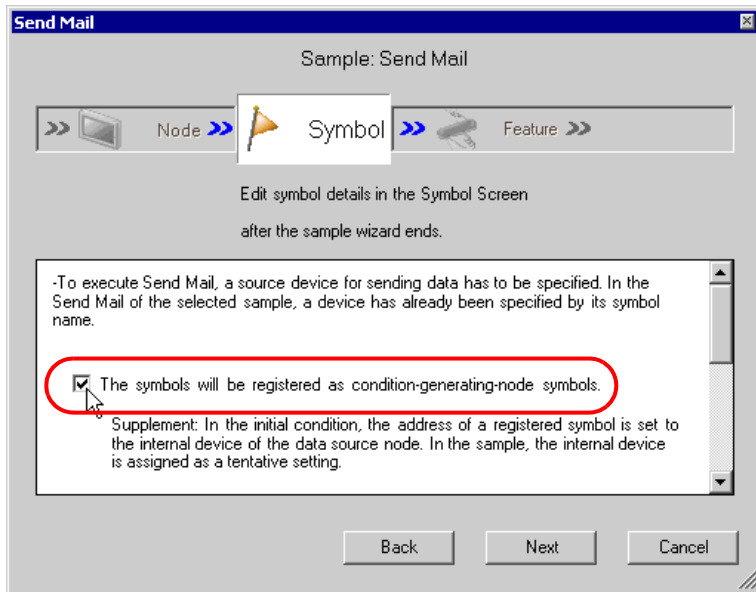 Send Mail
Sample: Send Mail
>> Node >> Symbol >> Feature >>
Edit symbol details in the Symbol Screen
after the sample wizard ends.
-To execute Send Mail, a source device for sending data has to be specified. In the
Send Mail of the selected sample, a device has already been specified by its symbol
name.
The symbols will be registered as condition-generating-node symbols.
Supplement: In the initial condition, the address of a registered symbol is set to
the internal device of the data source node. In the sample, the internal device
is assigned as a tentative setting.
Back Next Cancel